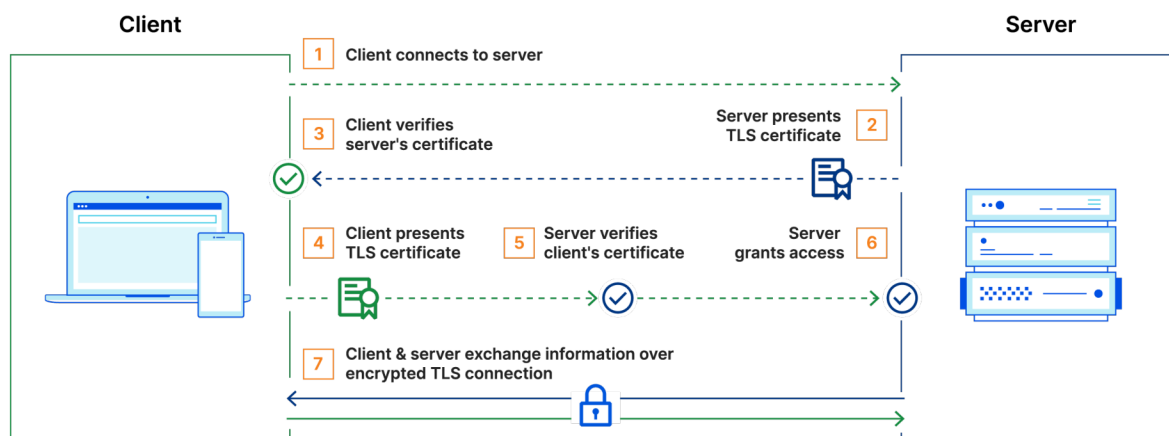 Client
Server
1
Client connects to server
Server presents
TLS certificate
2
3
Client verifies
server's certificate
4
Client presents
TLS certificate
5
Server verifies
client's certificate
Server
grants access
6
7
Client & server exchange information over
encrypted TLS connection